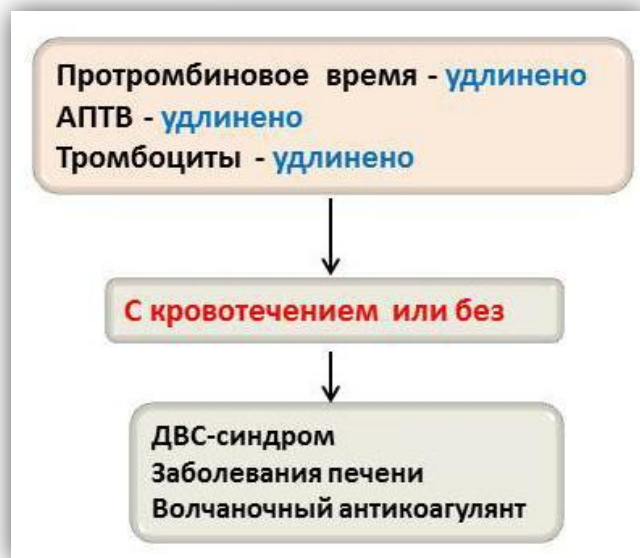 Протромбиновое время - удлинено
АПТВ - удлинено
Тромбоциты - удлинено
С кровотечением или без
ДВС-синдром
Заболевания печени
Волчаночный антикоагулянт